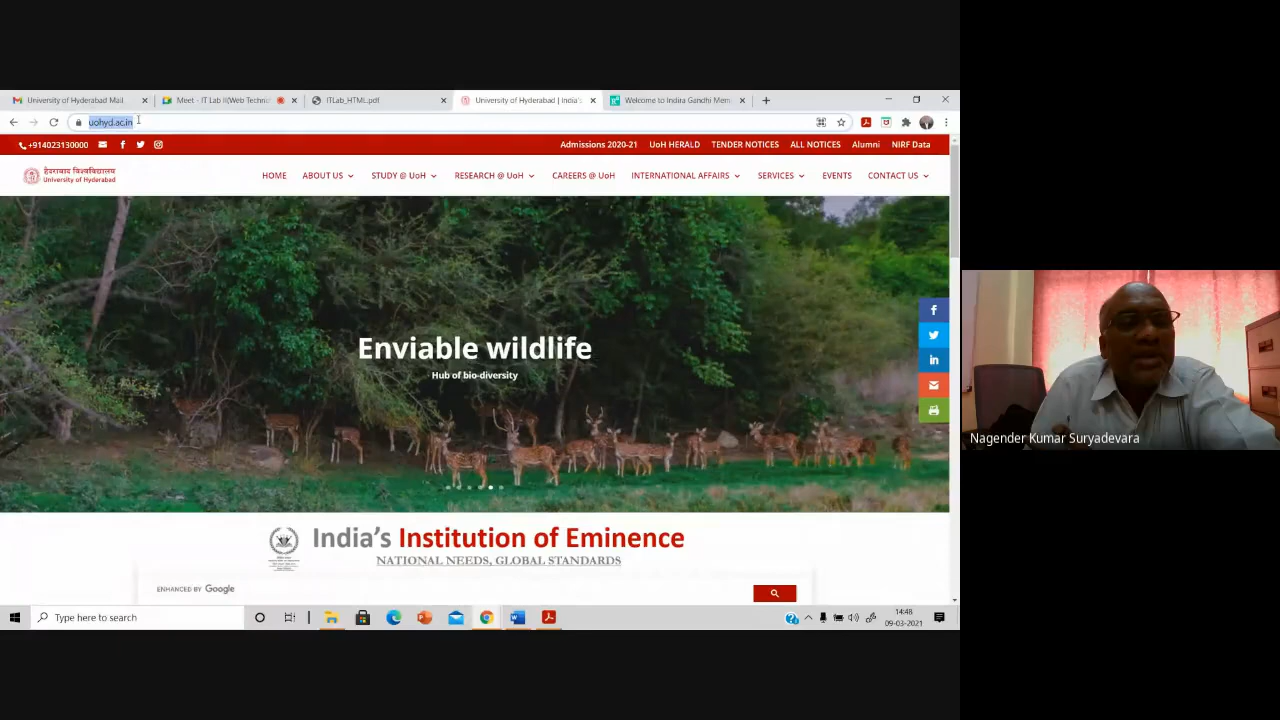 University of Hyderabad Mail
Meet - IT Lab II(Web Techni
ITLab_HTML.pdf
University of Hyderabad | India's
Welcome to Indira Gandhi Mem
uohyd.ac.in
+914023130000
Admissions 2020-21
UoH HERALD
TENDER NOTICES
ALL NOTICES
Alumni
NIRF Data
हैदराबाद विश्वविद्यालय
University of Hyderabad
HOME
ABOUT US
STUDY @ UoH
RESEARCH @ UoH
CAREERS @ UoH
INTERNATIONAL AFFAIRS
SERVICES
EVENTS
CONTACT US
Enviable wildlife
Hub of bio-diversity
Nagender Kumar Suryadevara
India's Institution of Eminence
NATIONAL NEEDS, GLOBAL STANDARDS
ENHANCED BY Google
Type here to search
14:48
09-03-2021